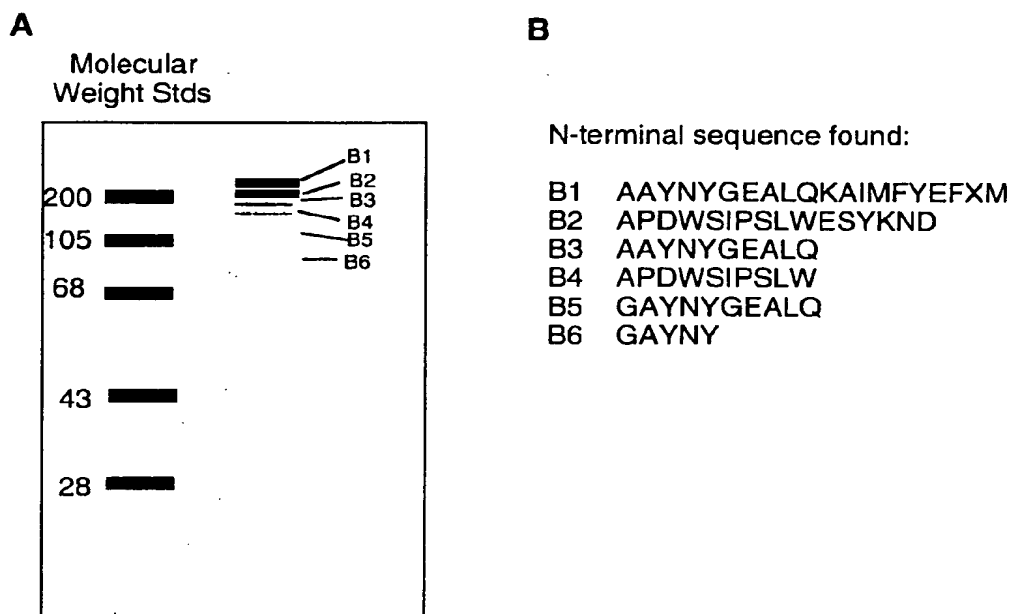 A
Molecular
Weight Stds
200
105
68
43
28
B1
B2
B3
B4
B5
B6
B
N-terminal sequence found:
B1 AAYNYGEALQKAIMFYEFXM
B2 APDWSIPSLWESYKND
B3 AAYNYGEALQ
B4 APDWSIPSLW
B5 GAYNYGEALQ
B6 GAYNY